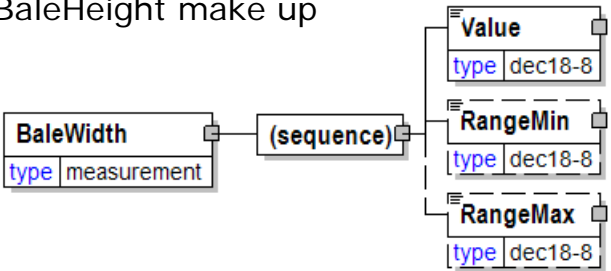 BaleHeight make up
Value
type dec18-8
RangeMin
type dec18-8
BaleWidth
type measurement
(sequence)
RangeMax
type dec18-8